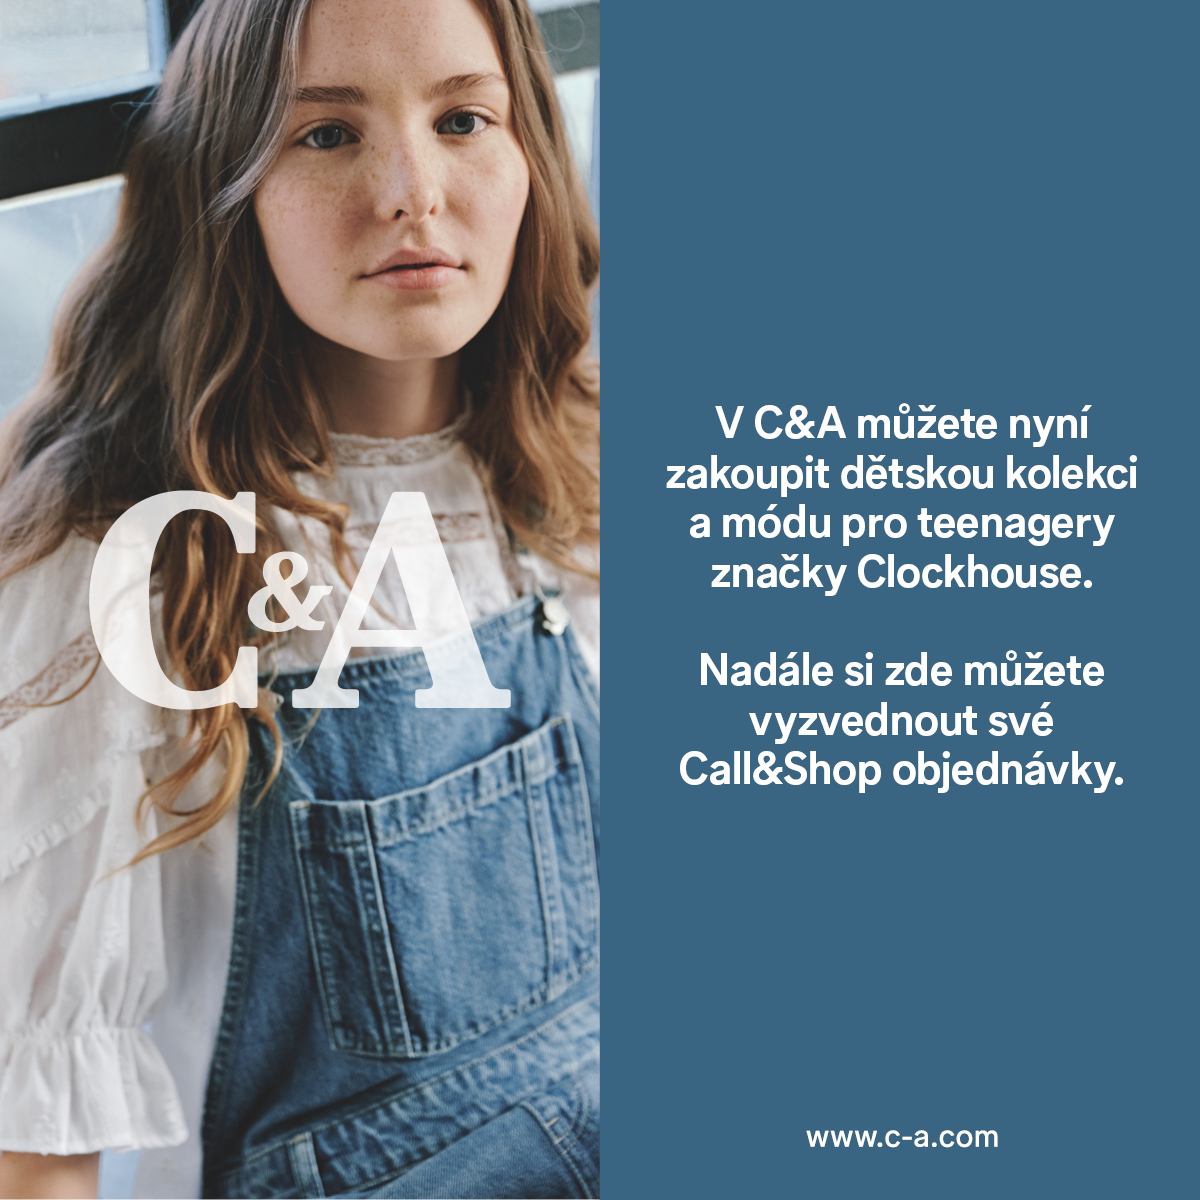 C&A
V C&A můžete nyní
zakoupit dětskou kolekci
a módu pro teenagery
značky Clockhouse.
Nadále si zde můžete
vyzvednout své
Call&Shop objednávky.
www.c-a.com